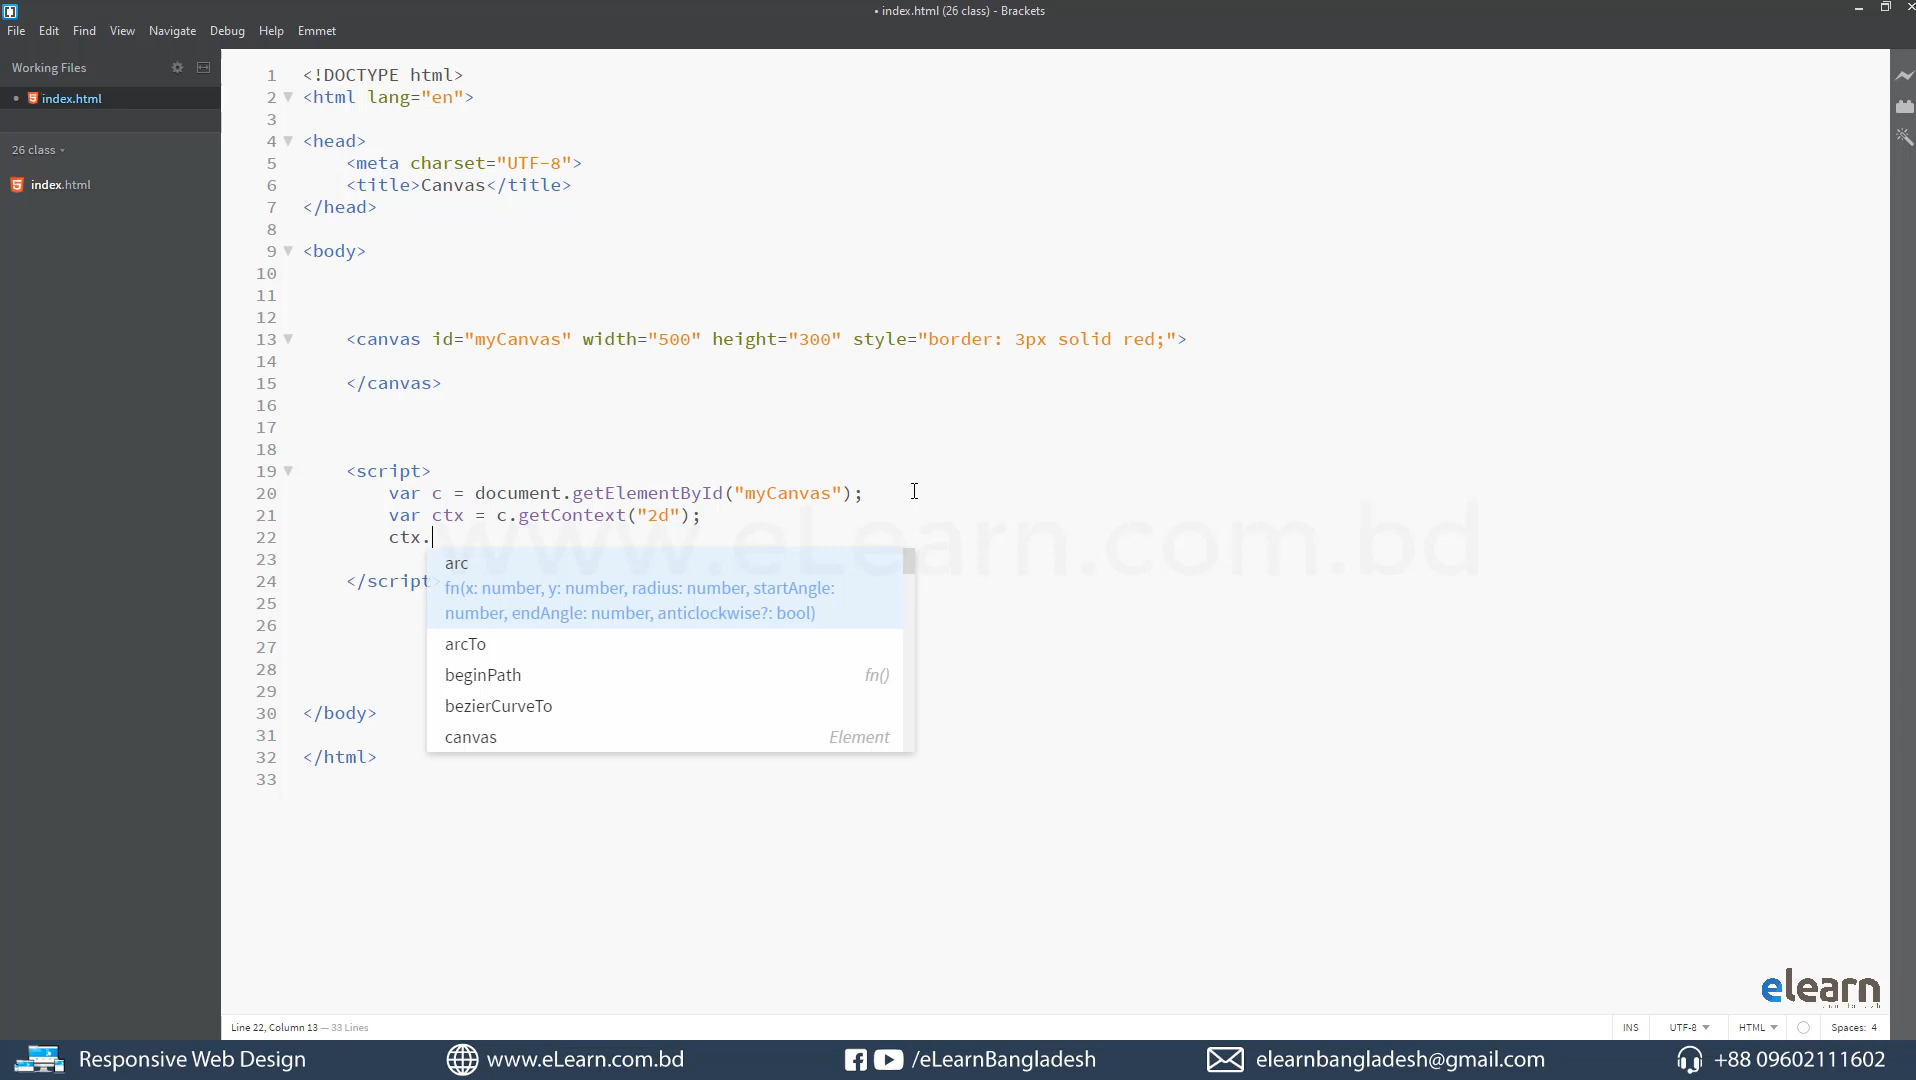 • index.html (26 class) - Brackets
File Edit Find View Navigate Debug Help Emmet
Working Files
• index.html
26 class
index.html
1 <!DOCTYPE html>
2 <html lang="en">
3
4 <head>
5 <meta charset="UTF-8">
6 <title>Canvas</title>
7 </head>
8
9 <body>
10
11
12
13 <canvas id="myCanvas" width="500" height="300" style="border: 3px solid red;">
14
15 </canvas>
16
17
18
19 <script>
20 var c = document.getElementById("myCanvas");
21 var ctx = c.getContext("2d");
22 ctx.
www.eLearn.com.bd
23
arc
24 </script
fn(x: number, y: number, radius: number, startAngle:
number, endAngle: number, anticlockwise?: bool)
25
26
arcTo
27
beginPath fn()
28
29
bezierCurveTo
30 </body>
31
canvas Element
32 </html>
33
elearn
Line 22, Column 13 — 33 Lines
INS UTF-8 HTML Spaces: 4
Responsive Web Design www.eLearn.com.bd /eLearnBangladesh elearnbangladesh@gmail.com +88 09602111602